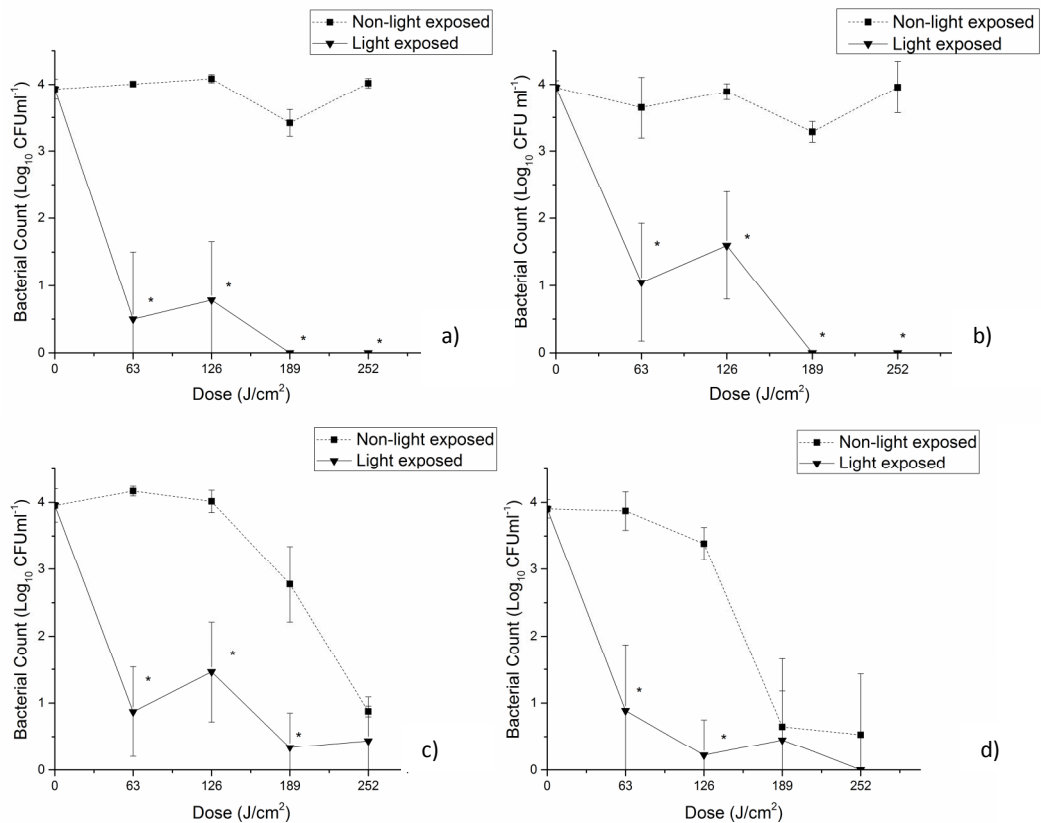 Non-light exposed
Light exposed
Bacterial Count (Log10 CFUml-1)
4
3
2
1
0
*
*
*
*
a)
0
63
126
189
252
Dose (J/cm2)
Non-light exposed
Light exposed
Bacterial Count (Log10 CFU ml-1)
4
3
2
1
0
*
*
*
*
b)
0
63
126
189
252
Dose (J/cm2)
Non-light exposed
Light exposed
Bacterial Count (Log10 CFUml-1)
4
3
2
1
0
*
*
*
c)
0
63
126
189
252
Dose (J/cm2)
Non-light exposed
Light exposed
Bacterial Count (Log10 CFUml-1)
4
3
2
1
0
*
*
d)
0
63
126
189
252
Dose (J/cm2)